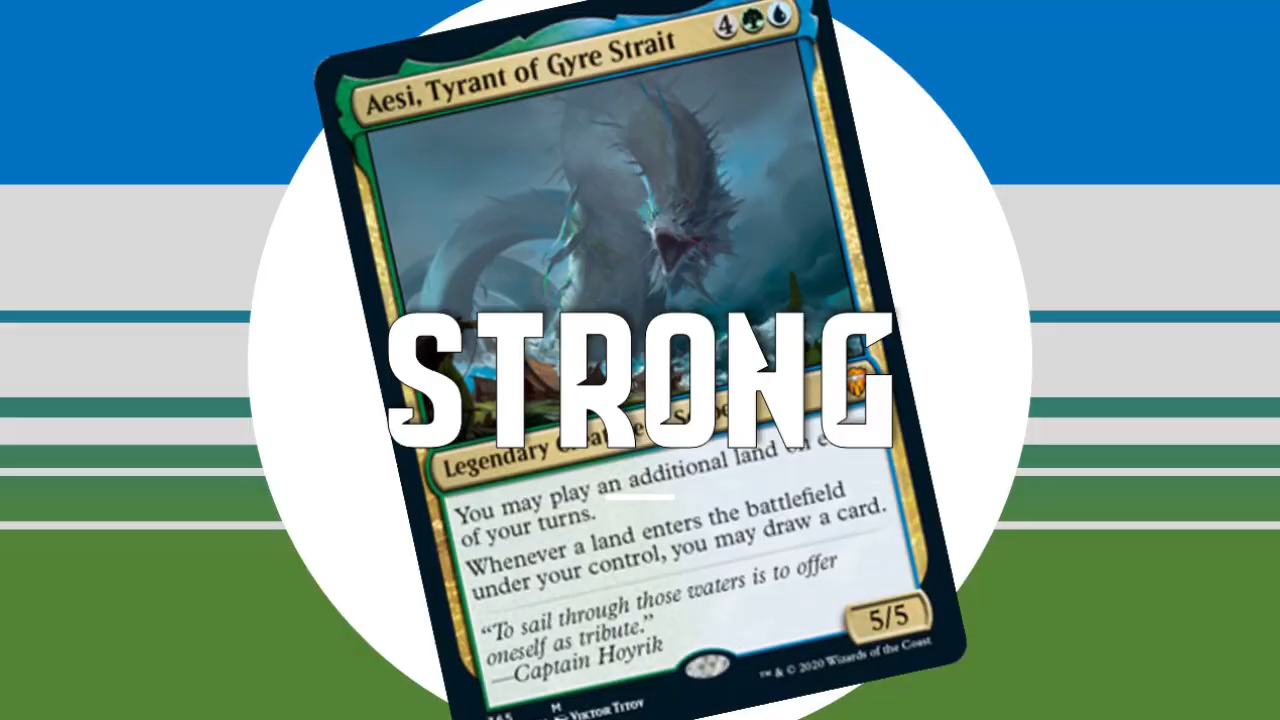 Aesi, Tyrant of Gyre Strait 4
STRONG
Legendary
You may play an additional land on
of your turns.
Whenever a land enters the battlefield
under your control, you may draw a card.
"To sail through those waters is to offer
oneself as tribute."
—Captain Hoyrik
5/5
™ & © 2020 Wizards of the Coast
M
VIKTOR TITOV